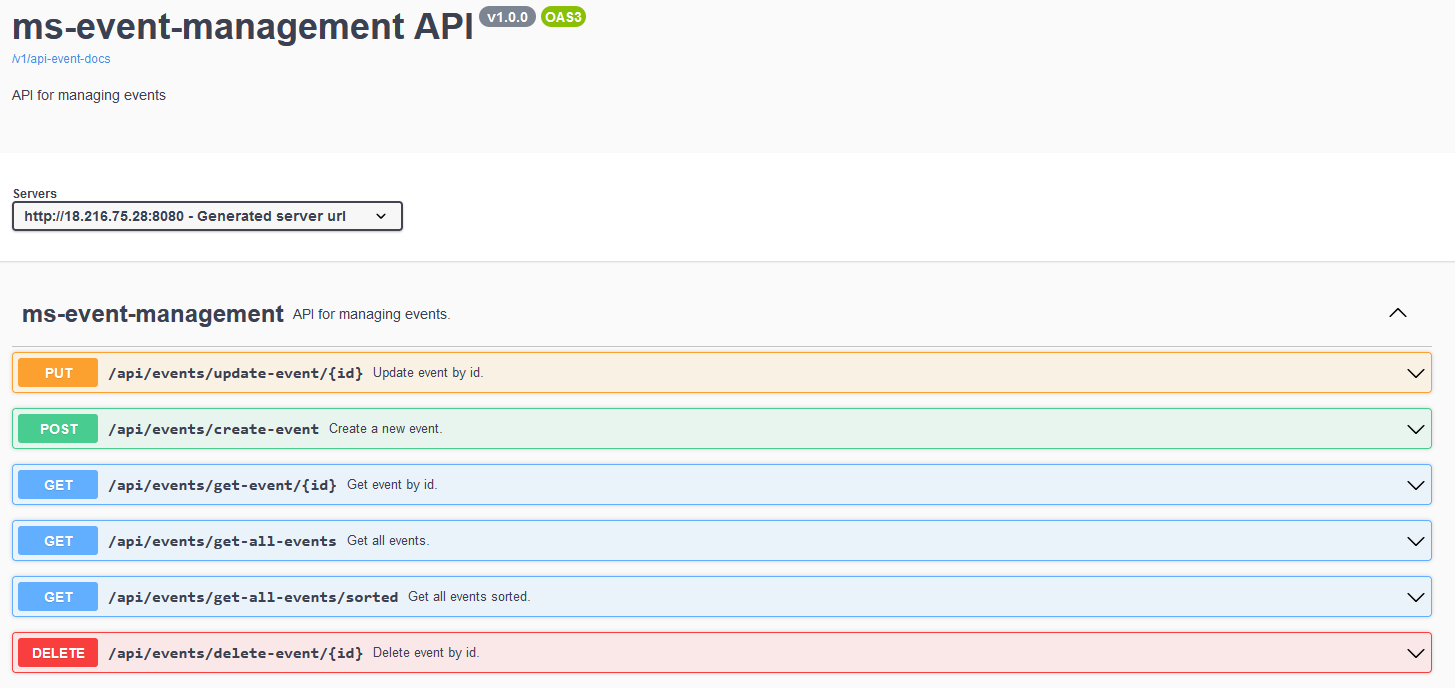 ms-event-management API v1.0.0 OAS3
/v1/api-event-docs
API for managing events
Servers
http://18.216.75.28:8080 - Generated server url
ms-event-management API for managing events.
PUT /api/events/update-event/{id} Update event by id.
POST /api/events/create-event Create a new event.
GET /api/events/get-event/{id} Get event by id.
GET /api/events/get-all-events Get all events.
GET /api/events/get-all-events/sorted Get all events sorted.
DELETE /api/events/delete-event/{id} Delete event by id.